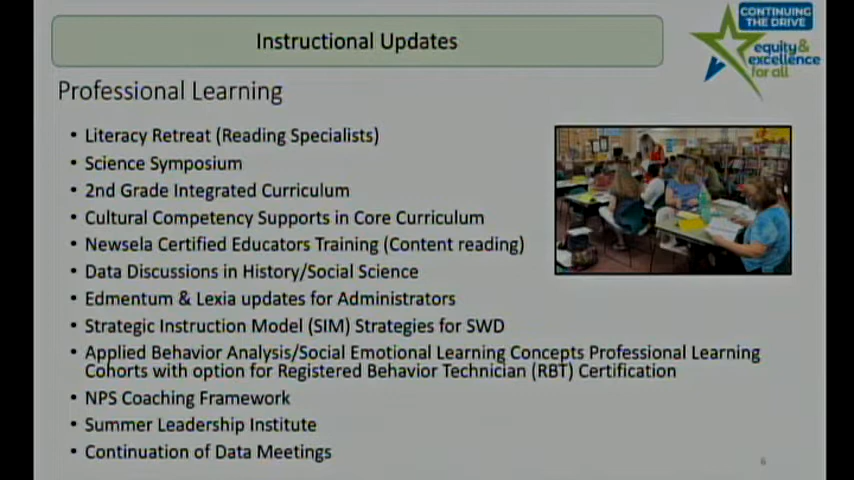 Instructional Updates
CONTINUING
THE DRIVE
equity&
excellence
for all
Professional Learning
• Literacy Retreat (Reading Specialists)
• Science Symposium
• 2nd Grade Integrated Curriculum
• Cultural Competency Supports in Core Curriculum
• Newsela Certified Educators Training (Content reading)
• Data Discussions in History/Social Science
• Edmentum & Lexia updates for Administrators
• Strategic Instruction Model (SIM) Strategies for SWD
• Applied Behavior Analysis/Social Emotional Learning Concepts Professional Learning
Cohorts with option for Registered Behavior Technician (RBT) Certification
• NPS Coaching Framework
• Summer Leadership Institute
• Continuation of Data Meetings
6